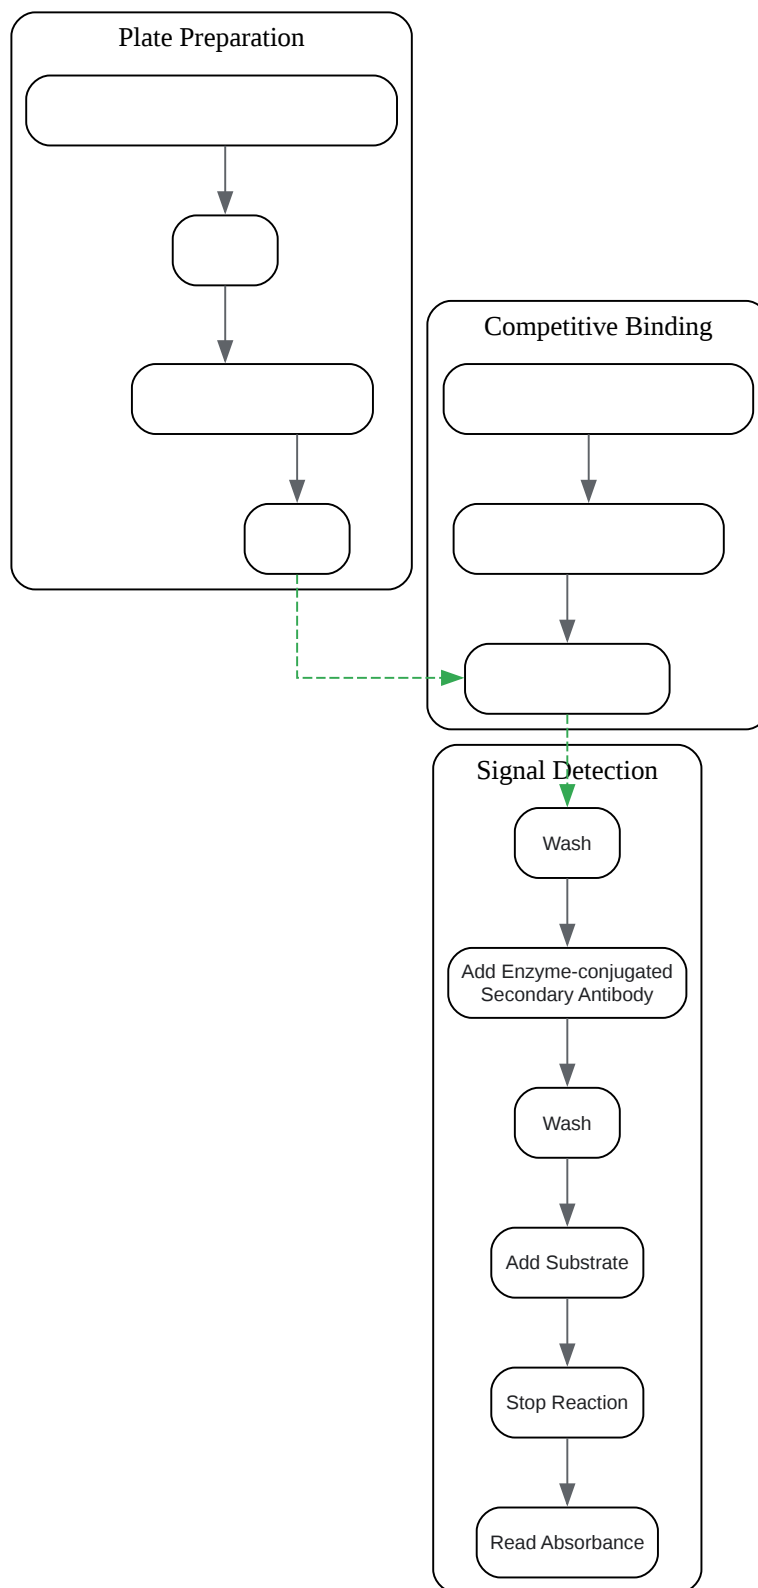 Plate Preparation
Competitive Binding
Signal Detection
Wash
Add Enzyme-conjugated
Secondary Antibody
Wash
Add Substrate
Stop Reaction
Read Absorbance